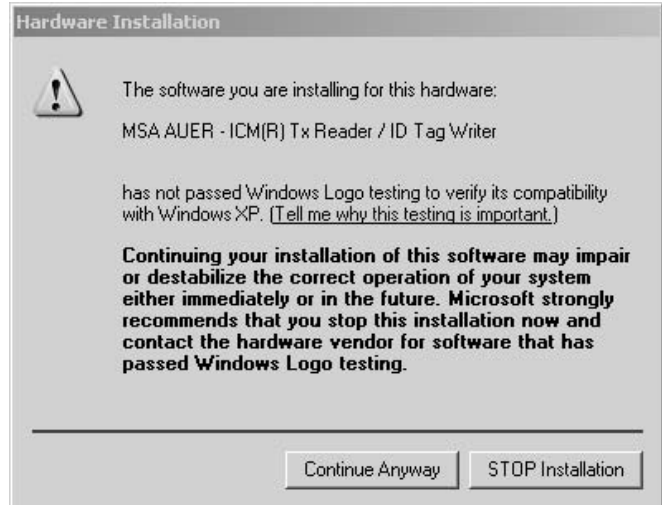 Hardware Installation
The software you are installing for this hardware:
MSA AUER - ICM(R) Tx Reader / ID Tag Writer
has not passed Windows Logo testing to verify its compatibility
with Windows XP. (Tell me why this testing is important.)
Continuing your installation of this software may impair
or destabilize the correct operation of your system
either immediately or in the future. Microsoft strongly
recommends that you stop this installation now and
contact the hardware vendor for software that has
passed Windows Logo testing.
Continue Anyway STOP Installation